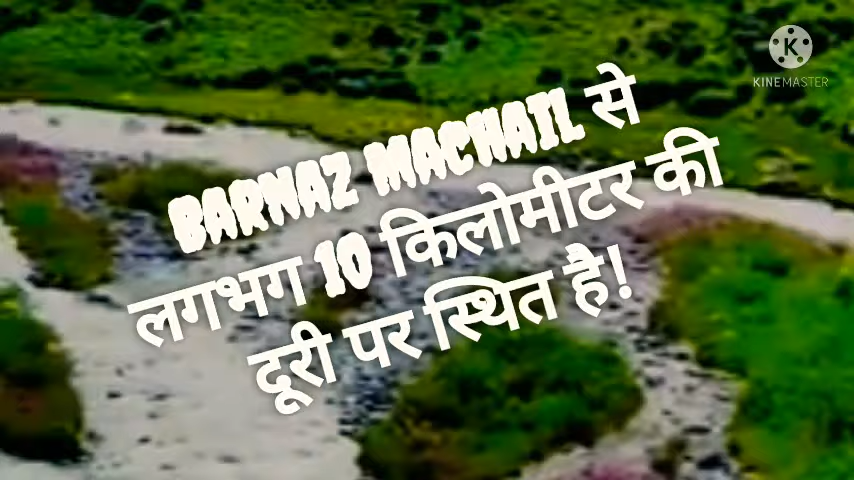 KINEMASTER
BARNAZ MACHAIL से
लगभग 10 किलोमीटर की
दूरी पर स्थित है!